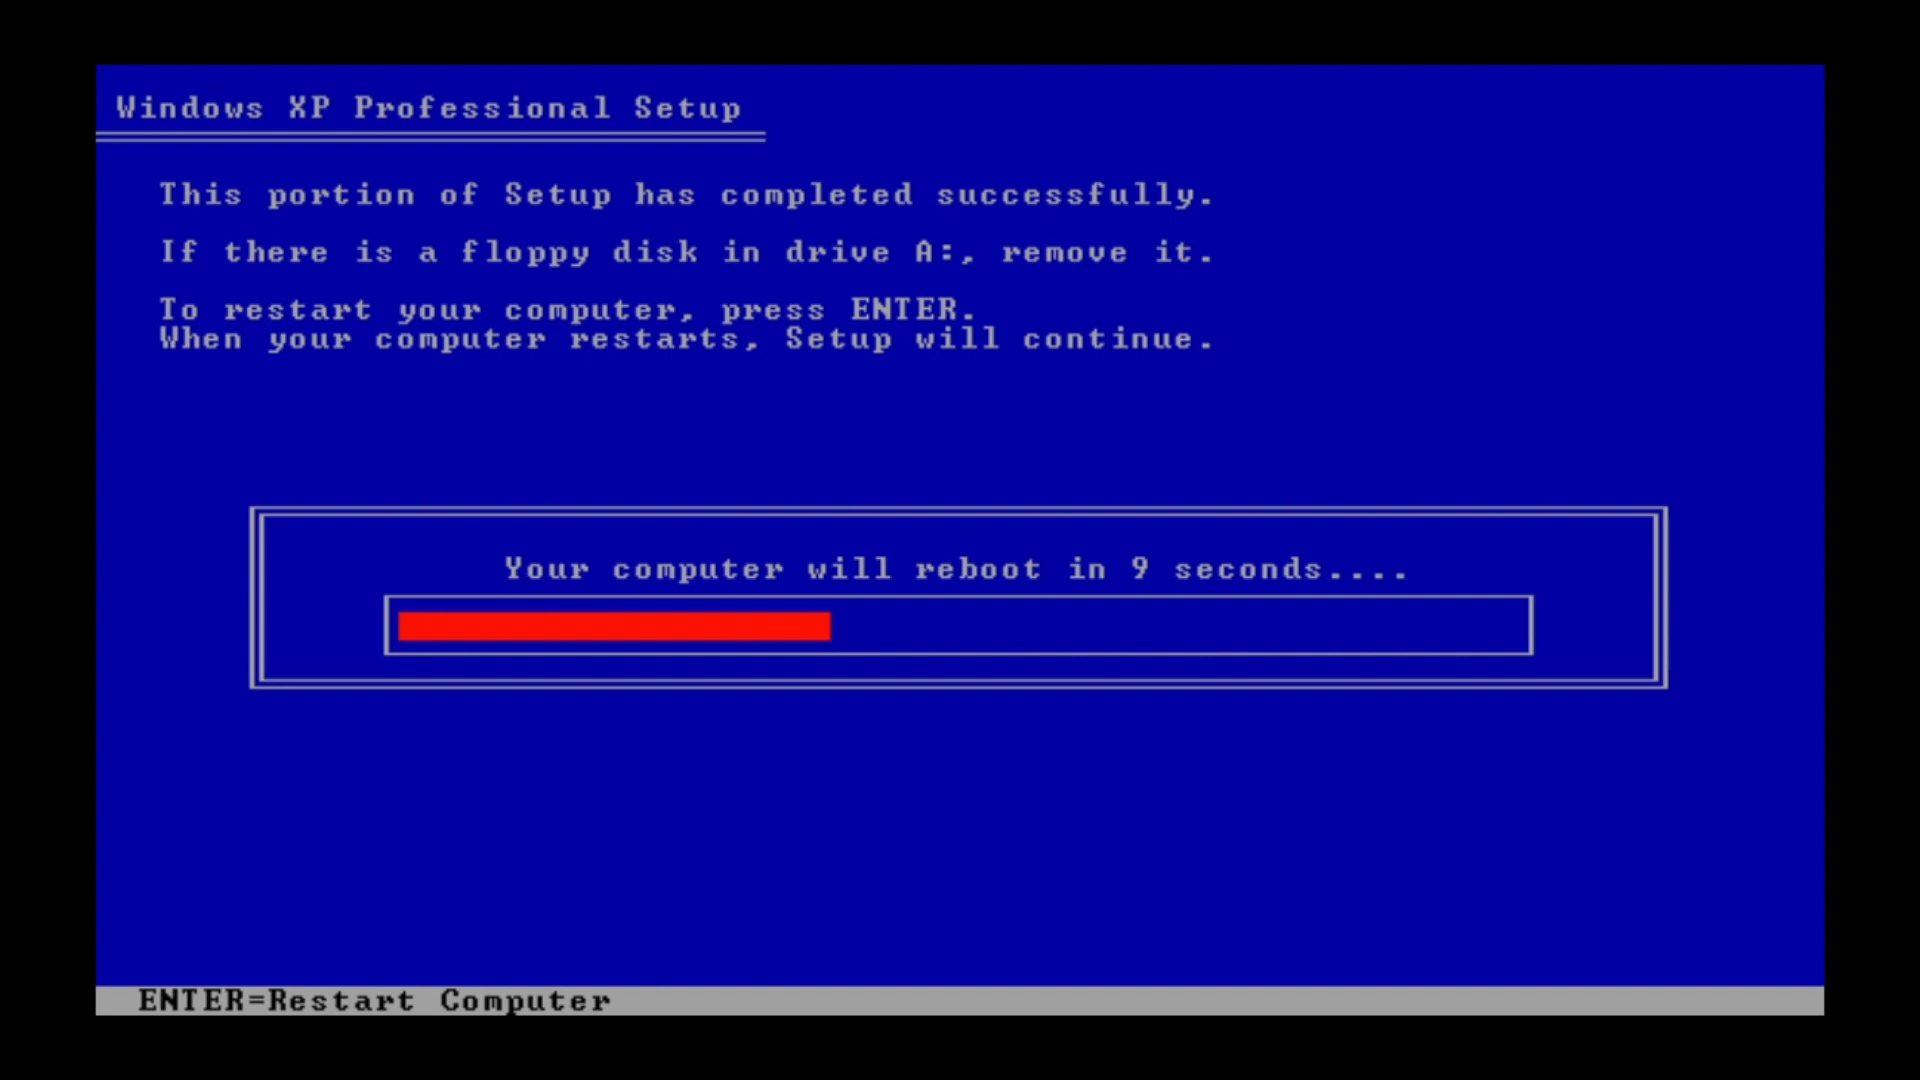 Windows XP Professional Setup
This portion of Setup has completed successfully.
If there is a floppy disk in drive A:, remove it.
To restart your computer, press ENTER.
When your computer restarts, Setup will continue.
Your computer will reboot in 9 seconds....
ENTER=Restart Computer